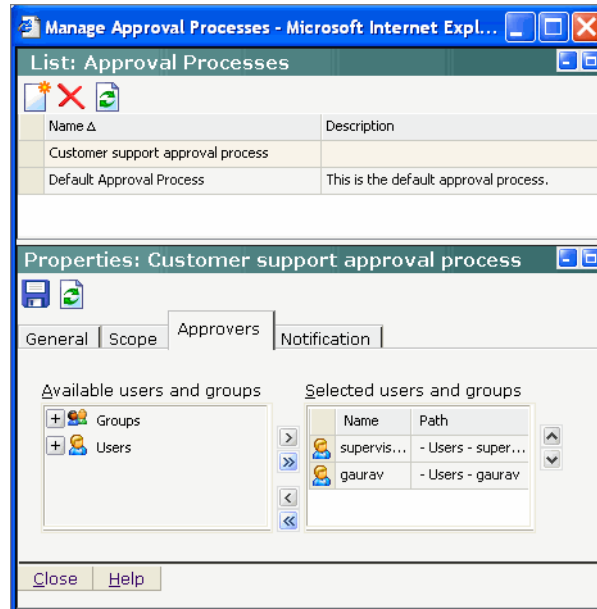 Manage Approval Processes - Microsoft Internet Expl...
List: Approval Processes
Name Description
Customer support approval process
Default Approval Process This is the default approval process.
Properties: Customer support approval process
General Scope Approvers Notification
Available users and groups Selected users and groups
Groups Name Path
Users supervis... - Users - super...
gaurav - Users - gaurav
Close Help